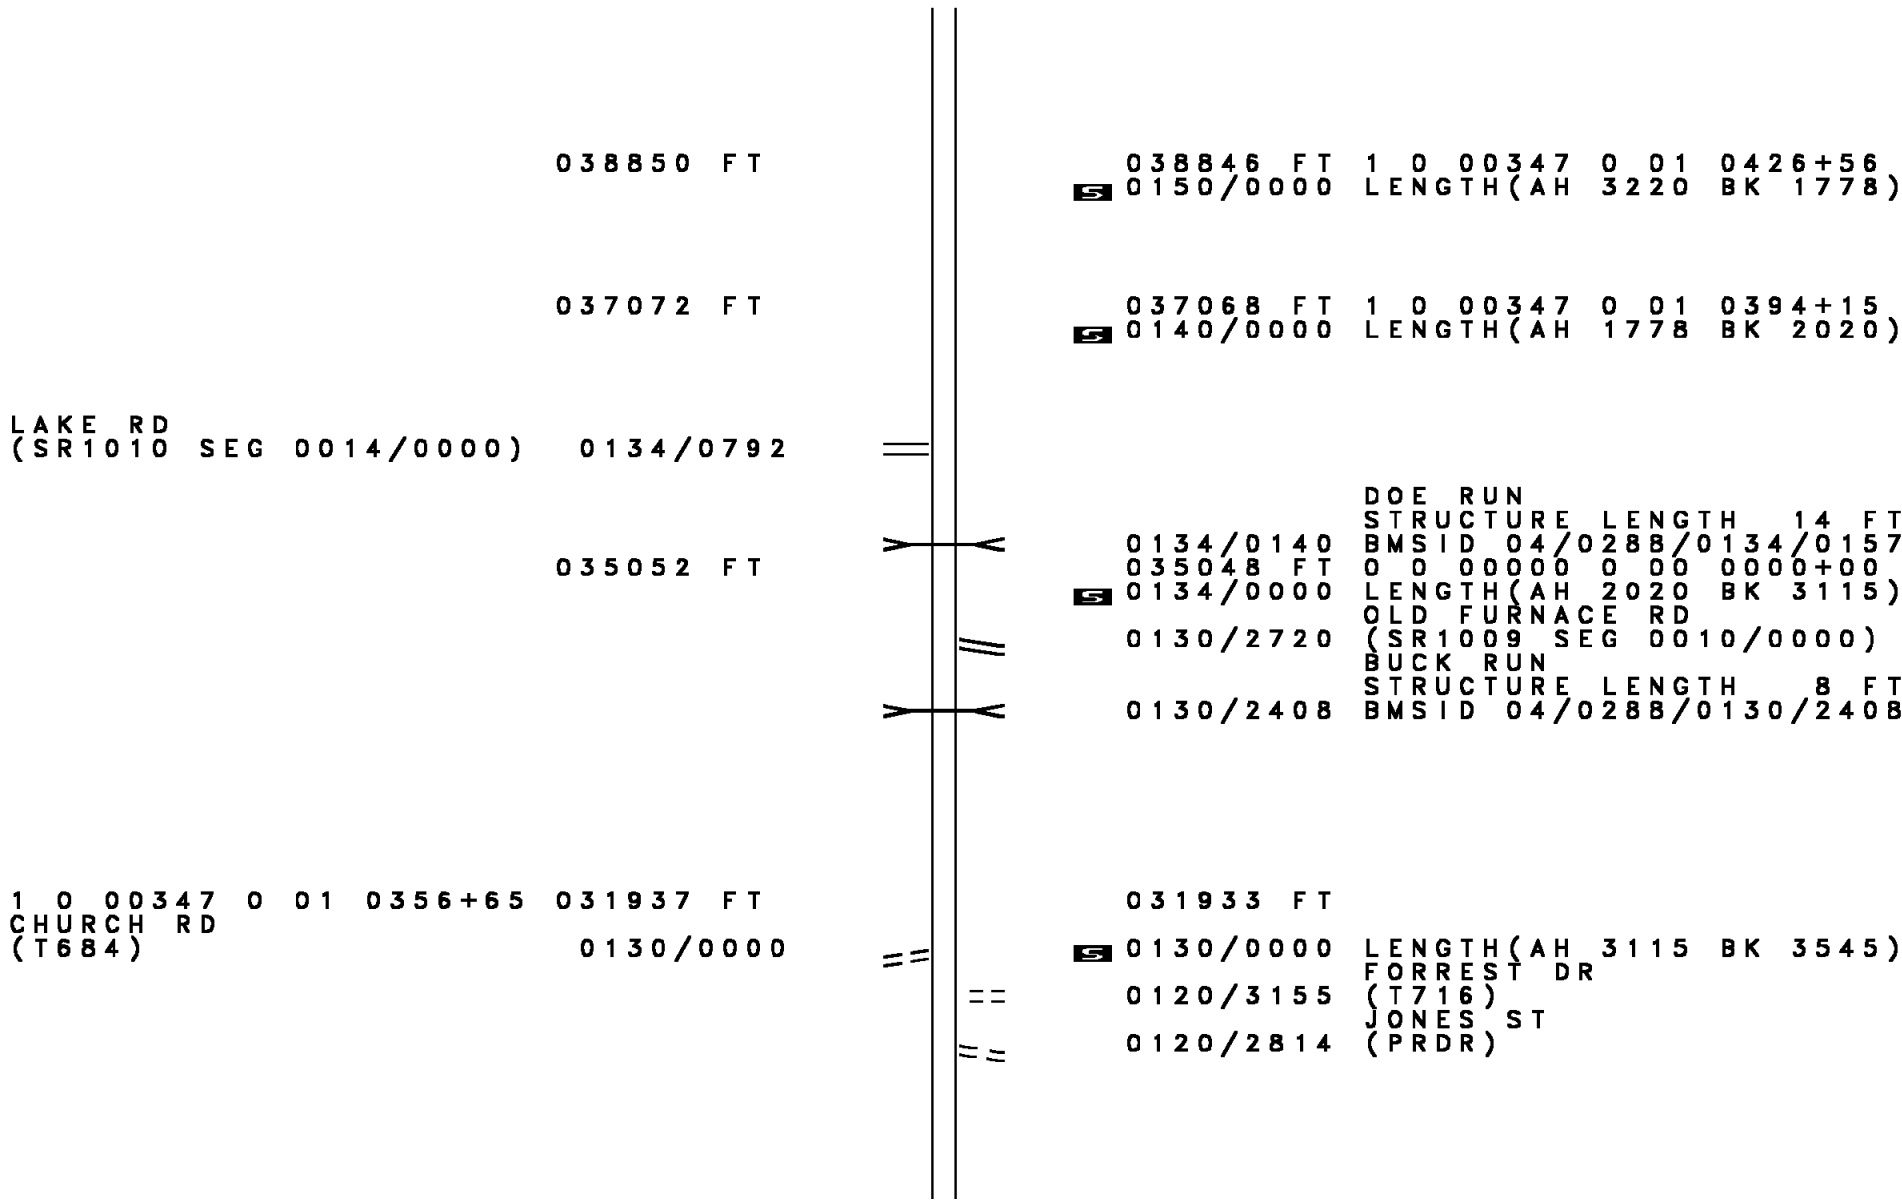 038850 FT 038846 FT 1 0 00347 0 01 0426+56
S 0150/0000 LENGTH(AH 3220 BK 1778)
037072 FT 037068 FT 1 0 00347 0 01 0394+15
S 0140/0000 LENGTH(AH 1778 BK 2020)
LAKE RD
(SR1010 SEG 0014/0000) 0134/0792
DOE RUN
STRUCTURE LENGTH 14 FT
0134/0140 BMSID 04/0288/0134/0157
035052 FT 035048 FT 0 0 00000 0 00 0000+00
S 0134/0000 LENGTH(AH 2020 BK 3115)
OLD FURNACE RD
0130/2720 (SR1009 SEG 0010/0000)
BUCK RUN
STRUCTURE LENGTH 8 FT
0130/2408 BMSID 04/0288/0130/2408
1 0 00347 0 01 0356+65 031937 FT 031933 FT
CHURCH RD
(T684) 0130/0000 S 0130/0000 LENGTH(AH 3115 BK 3545)
FORREST DR
0120/3155 (T716)
JONES ST
0120/2814 (PRDR)